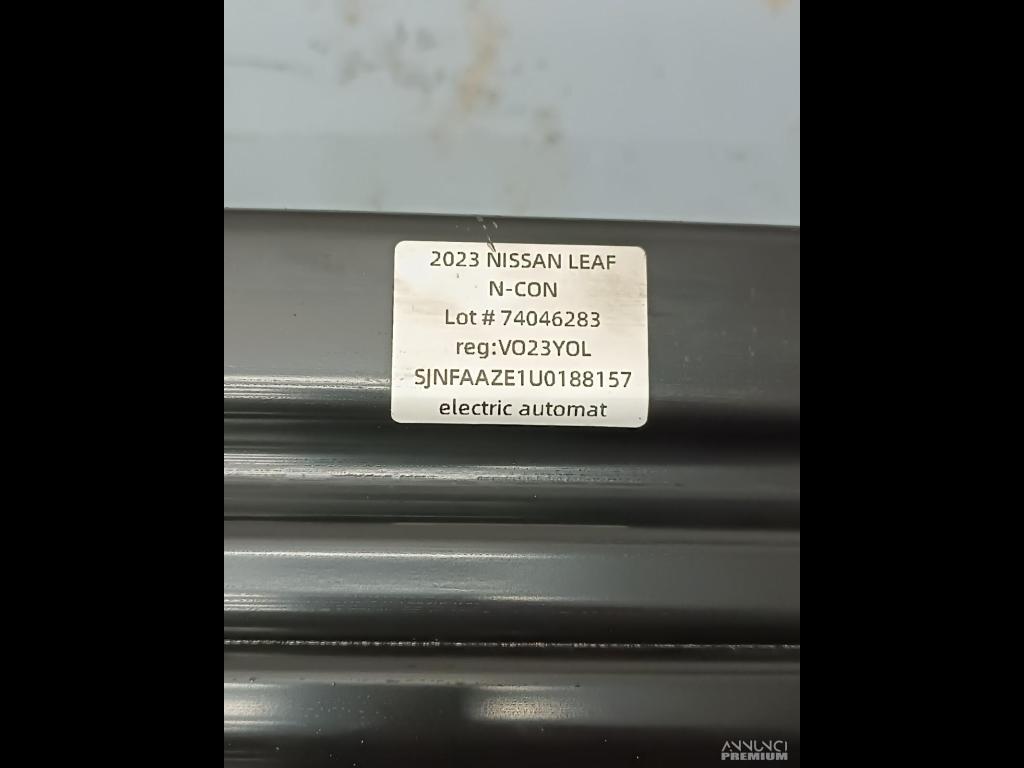 2023 NISSAN LEAF
N-CON
Lot # 74046283
reg:VO23YOL
SJNFAAZE1U0188157
electric automat
ANNUNCI
PREMIUM